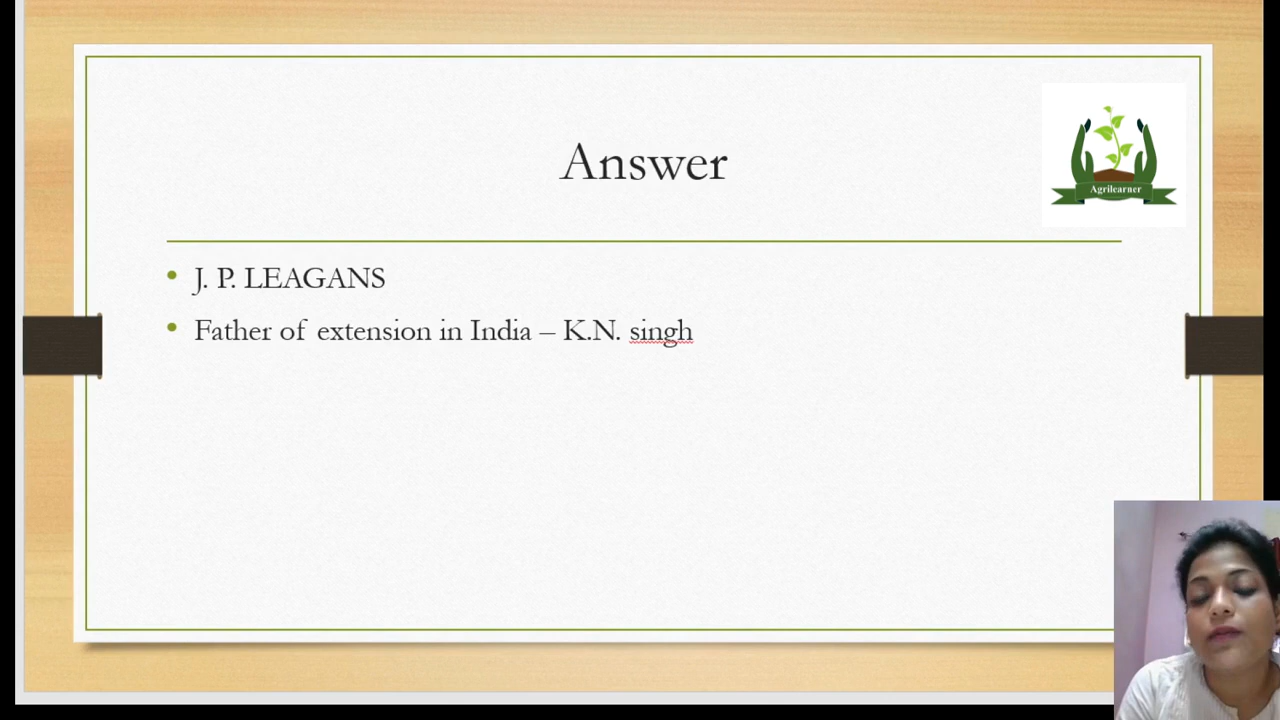 Answer
Agrilearner
J. P. LEAGANS
Father of extension in India – K.N. singh